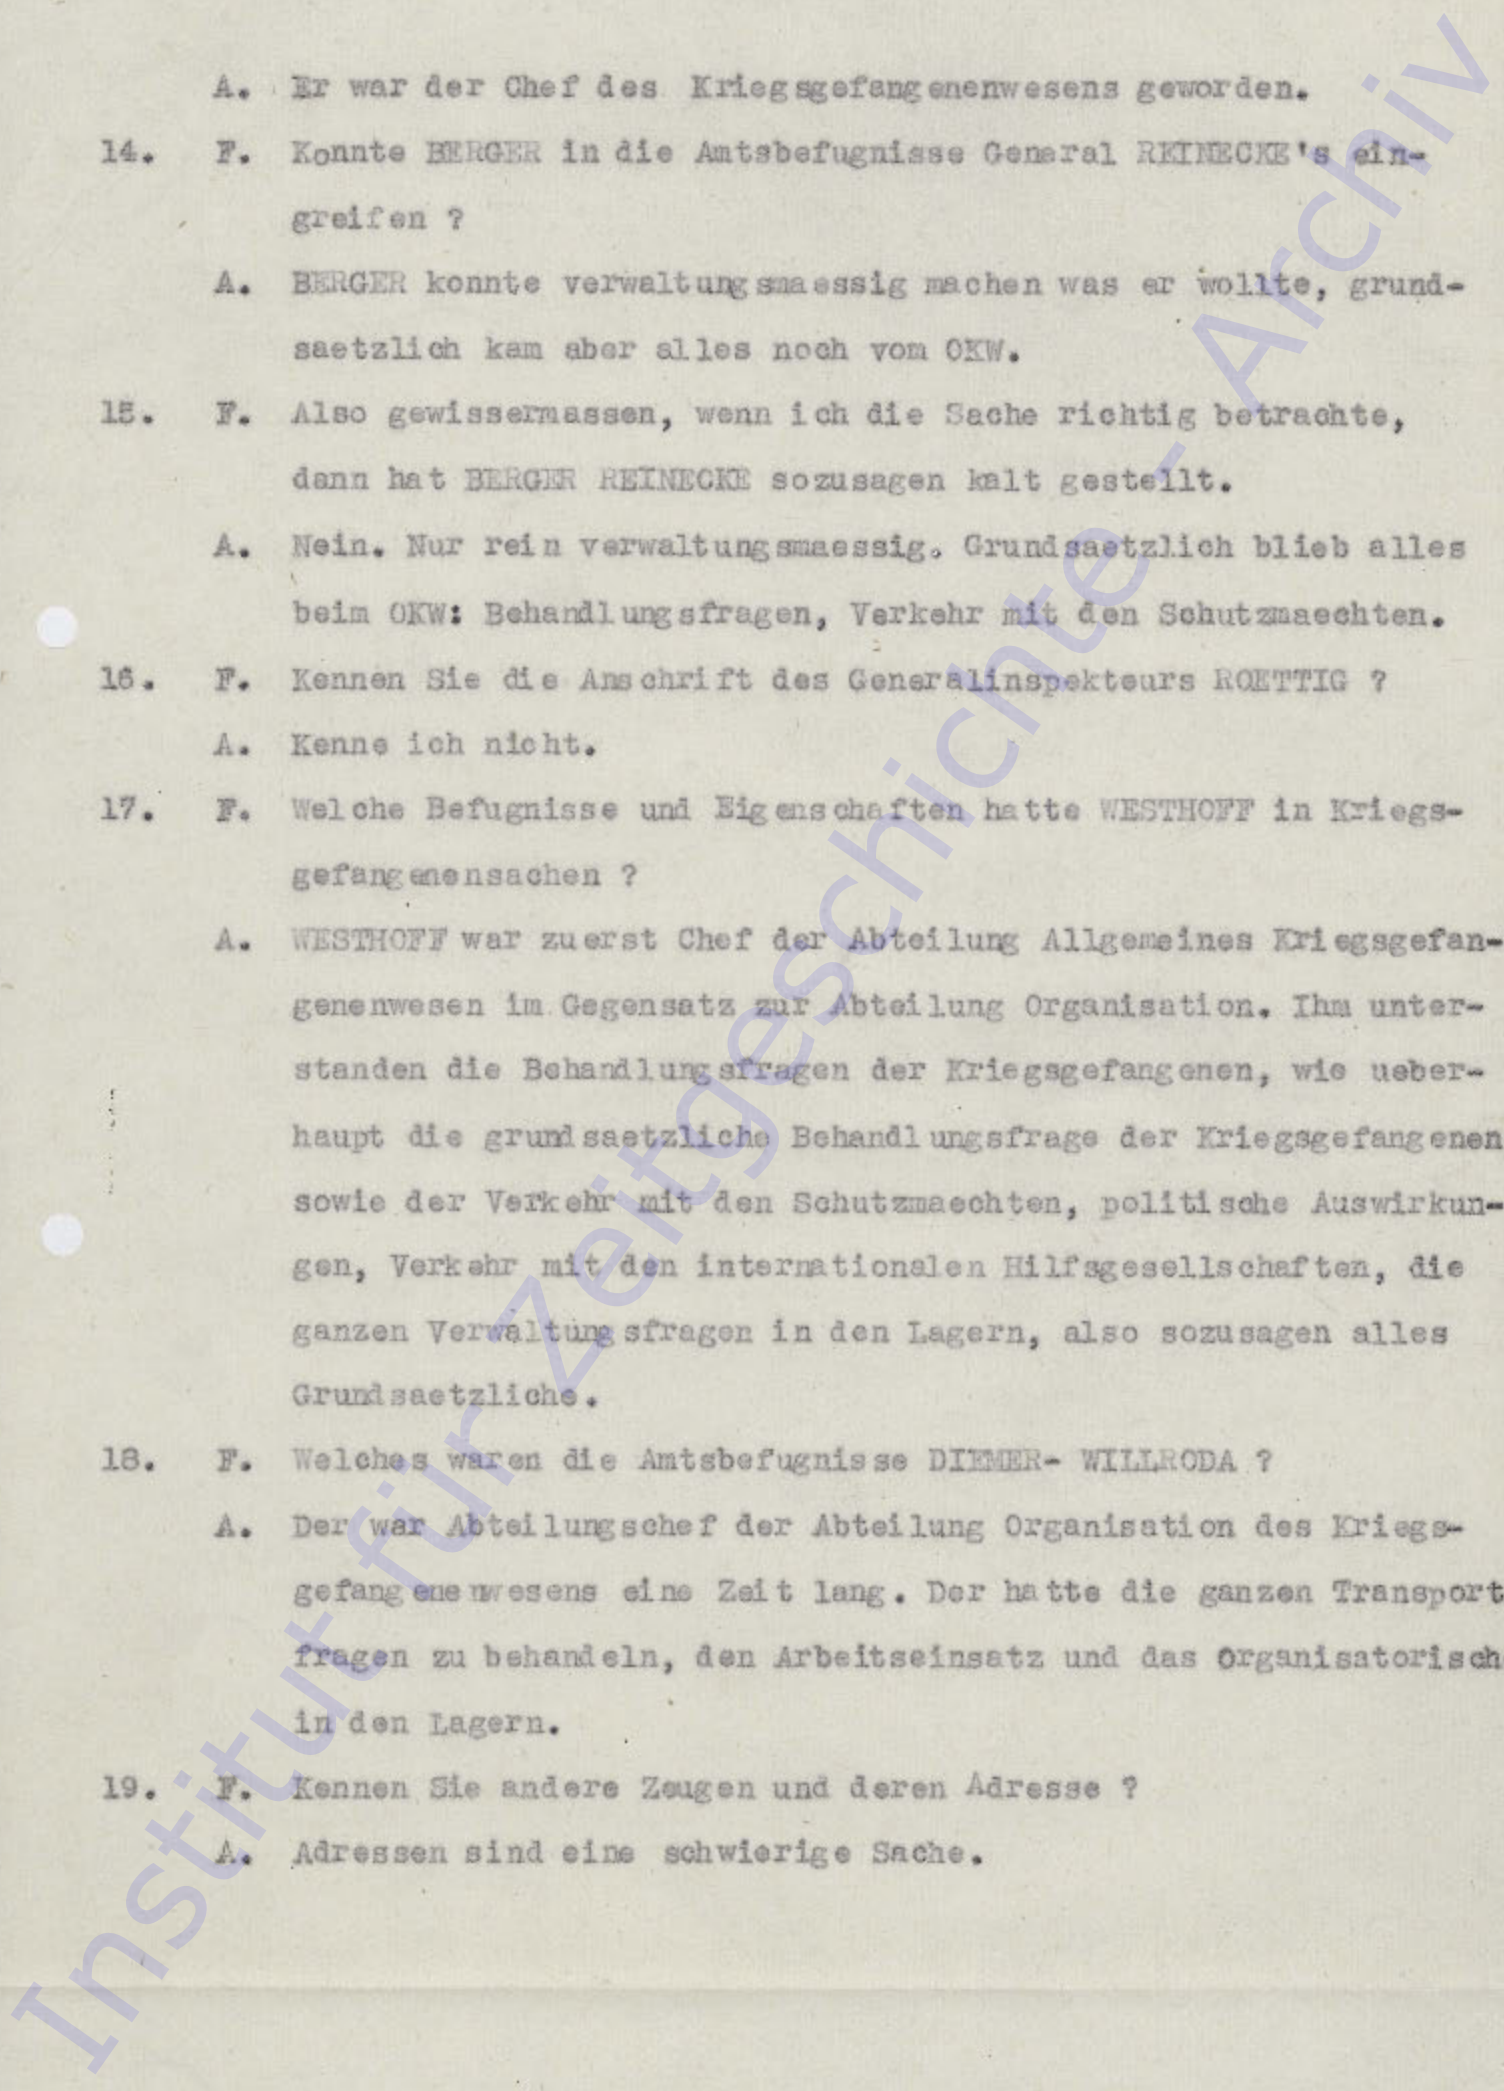 A. Er war der Chef des Kriegsgefangenenwesens geworden.
14. F. Konnte BERGER in die Amtsbefugnisse General REINECKE's ein-
greifen ?
A. BERGER konnte verwaltungsmaessig machen was er wollte, grund-
saetzlich kam aber alles noch vom OKW.
15. F. Also gewissermassen, wenn ich die Sache richtig betrachte,
dann hat BERGER REINECKE sozusagen kalt gestellt.
A. Nein. Nur rein verwaltungsmaessig. Grundsaetzlich blieb alles
beim OKW: Behandlungsfragen, Verkehr mit den Schutzmaechten.
16. F. Kennen Sie die Anschrift des Generalinspekteurs ROETTIG ?
A. Kenne ich nicht.
17. F. Welche Befugnisse und Eigenschaften hatte WESTHOFF in Kriegs-
gefangenensachen ?
A. WESTHOFF war zuerst Chef der Abteilung Allgemeines Kriegsgefan-
genenwesen im Gegensatz zur Abteilung Organisation. Ihm unter-
standen die Behandlungsfragen der Kriegsgefangenen, wie ueber-
haupt die grundsaetzliche Behandlungsfrage der Kriegsgefangenen
sowie der Verkehr mit den Schutzmaechten, politische Auswirkun-
gen, Verkehr mit den internationalen Hilfsgesellschaften, die
ganzen Verwaltungsfragen in den Lagern, also sozusagen alles
Grundsaetzliche.
18. F. Welches waren die Amtsbefugnisse DIEMER- WILLRODA ?
A. Der war Abteilungschef der Abteilung Organisation des Kriegs-
gefangenenwesens eine Zeit lang. Der hatte die ganzen Transport
fragen zu behandeln, den Arbeitseinsatz und das Organisatorisch
in den Lagern.
19. F. Kennen Sie andere Zeugen und deren Adresse ?
A. Adressen sind eine schwierige Sache.
Institut für Zeitgeschichte - Archiv